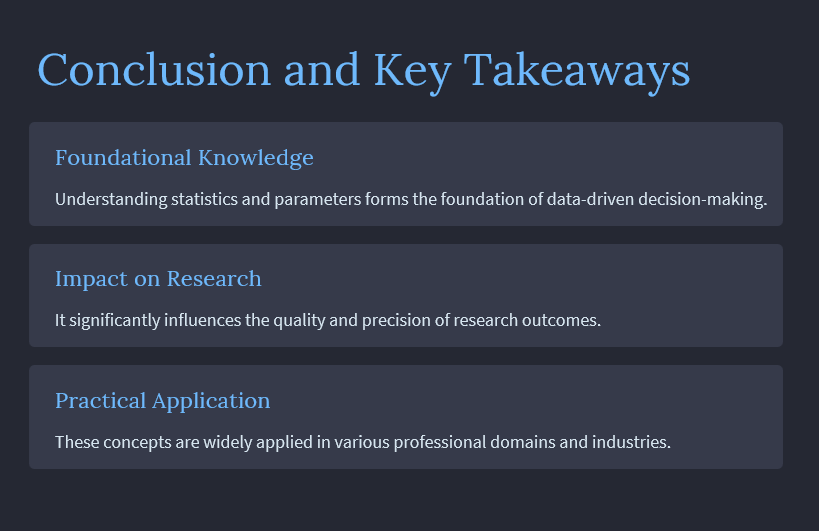 Conclusion and Key Takeaways
Foundational Knowledge
Understanding statistics and parameters forms the foundation of data-driven decision-making.
Impact on Research
It significantly influences the quality and precision of research outcomes.
Practical Application
These concepts are widely applied in various professional domains and industries.